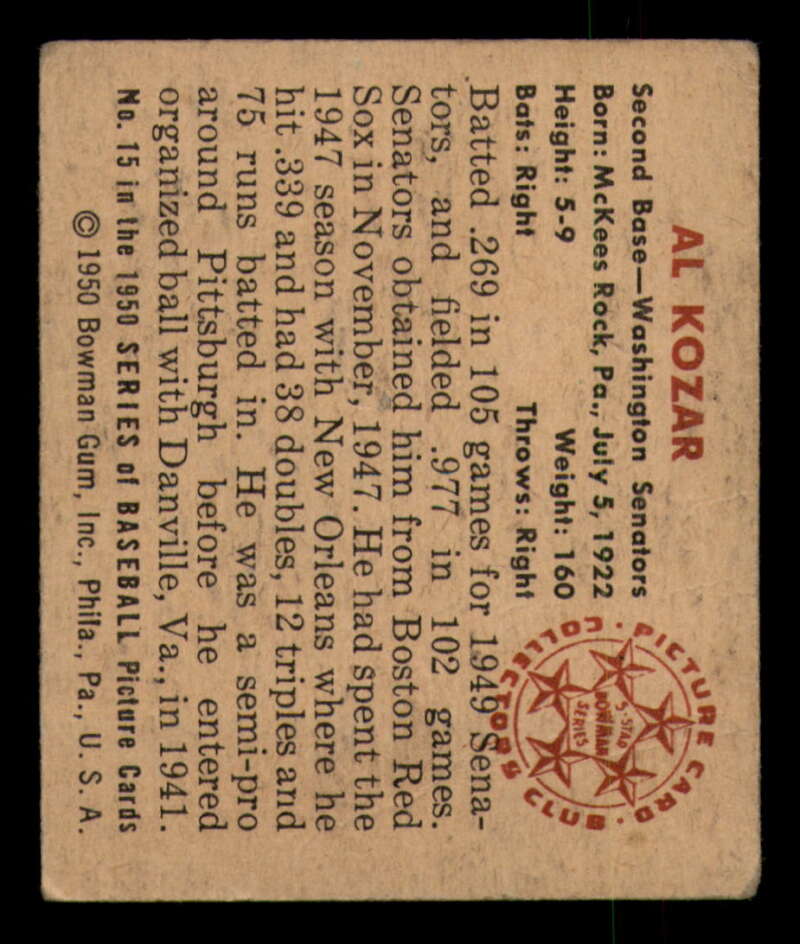 AL KOZAR
Second Base—Washington Senators
Born: McKees Rock, Pa., July 5, 1922
Height: 5-9 Weight: 160
Bats: Right Throws: Right
Batted .269 in 105 games for 1949 Sena-
tors, and fielded .977 in 102 games.
Senators obtained him from Boston Red
Sox in November, 1947. He had spent the
1947 season with New Orleans where he
hit .339 and had 38 doubles, 12 triples and
75 runs batted in. He was a semi-pro
around Pittsburgh before he entered
organized ball with Danville, Va., in 1941.
No. 15 in the 1950 SERIES of BASEBALL Picture Cards
© 1950 Bowman Gum, Inc., Phila., Pa., U. S. A.
PICTURE CARD · CLUB
COLLECTORS
5-STAR
BOWMAN
SERIES